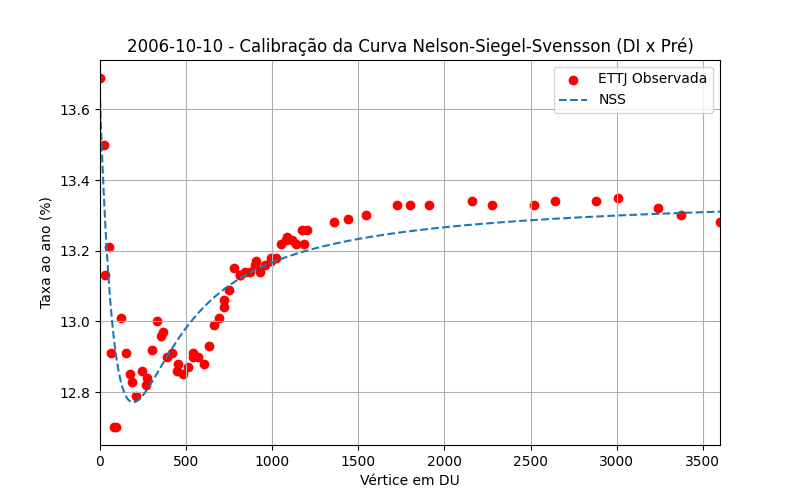 2006-10-10 - Calibração da Curva Nelson-Siegel-Svensson (DI x Pré)
ETTJ Observada
NSS
Taxa ao ano (%)
13.6
13.4
13.2
13.0
12.8
0 500 1000 1500 2000 2500 3000 3500
Vértice em DU